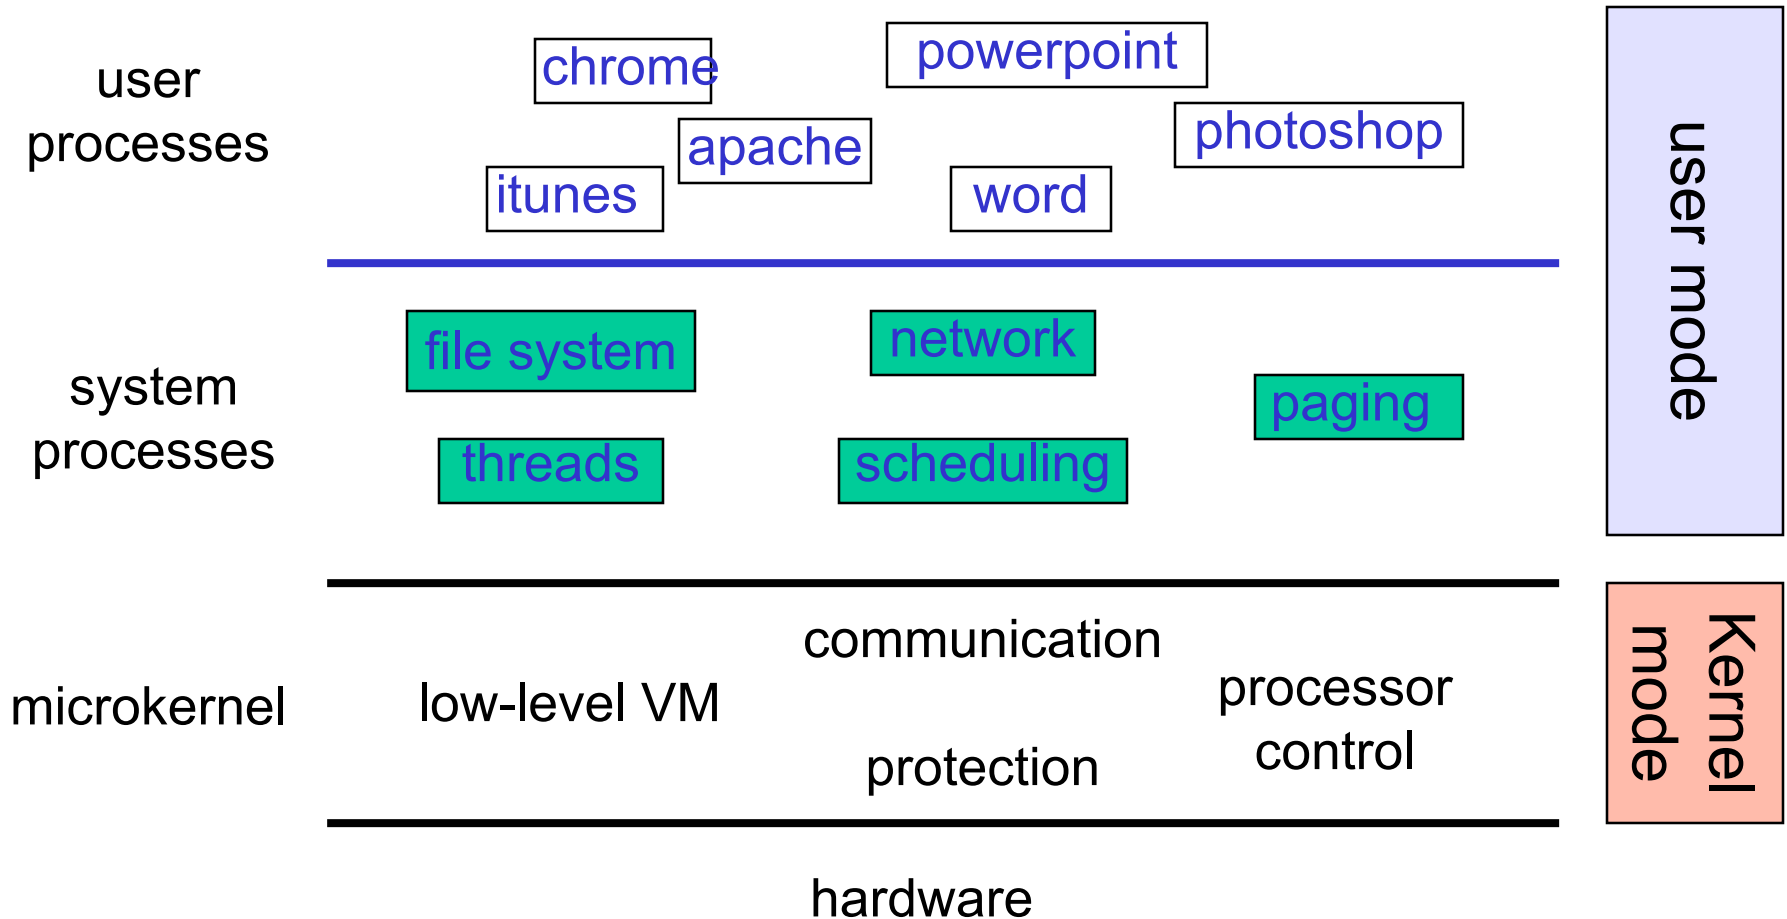 user
processes
chrome
powerpoint
apache
photoshop
itunes
word
user mode
system
processes
file system
network
paging
threads
scheduling
microkernel
low-level VM
communication
protection
processor
control
Kernel
mode
hardware